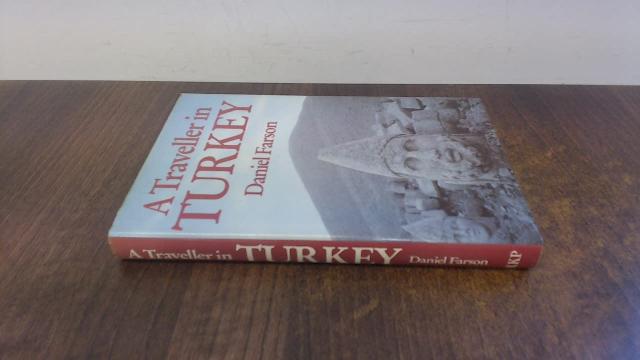 A Traveller in
TURKEY
Daniel Farson
A Traveller in TURKEY Daniel Farson RKP